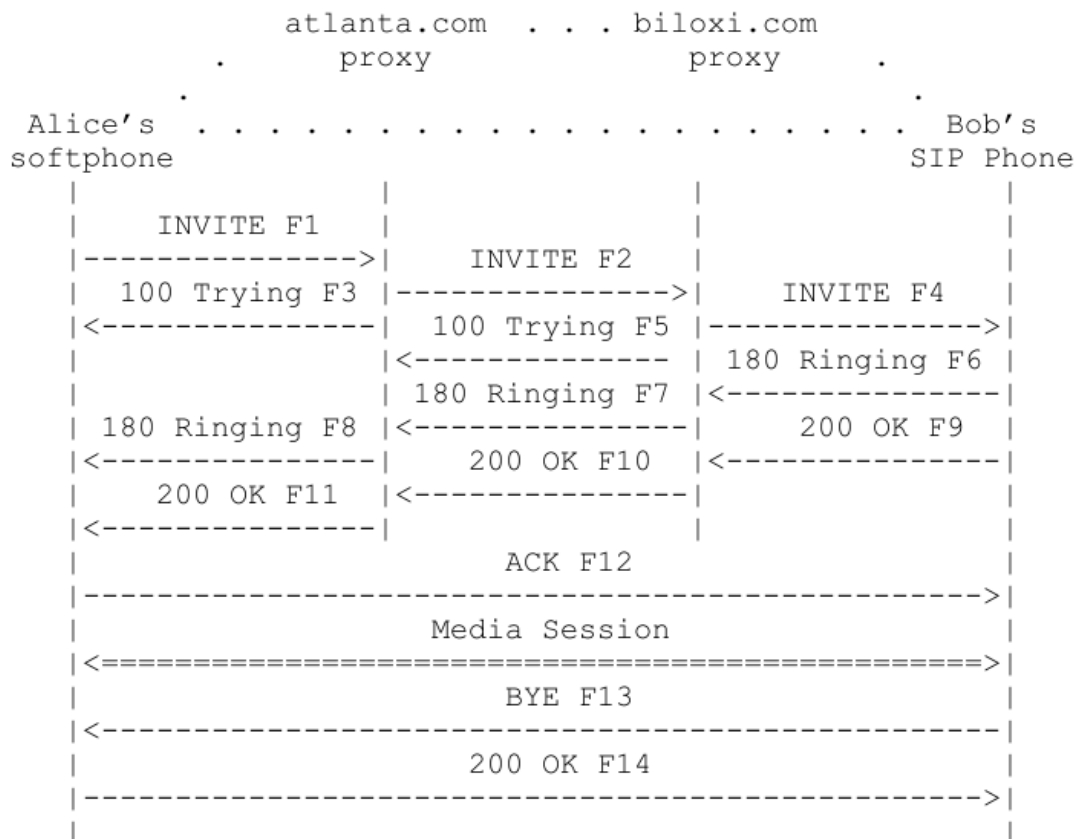 atlanta.com  . . . biloxi.com
                 .      proxy              proxy     .
               .                                       .
       Alice's  . . . . . . . . . . . . . . . . . . . .  Bob's
      softphone                                        SIP Phone
         |                |                |                |
         |    INVITE F1   |                |                |
         |--------------->|    INVITE F2   |                |
         |  100 Trying F3 |--------------->|    INVITE F4   |
         |<---------------|  100 Trying F5 |--------------->|
         |                |<-------------- | 180 Ringing F6 |
         |                | 180 Ringing F7 |<---------------|
         | 180 Ringing F8 |<---------------|     200 OK F9  |
         |<---------------|    200 OK F10  |<---------------|
         |    200 OK F11  |<---------------|                |
         |<---------------|                |                |
         |                       ACK F12                    |
         |------------------------------------------------->|
         |                   Media Session                  |
         |<================================================>|
         |                       BYE F13                    |
         |<-------------------------------------------------|
         |                     200 OK F14                   |
         |------------------------------------------------->|
         |                                                  |